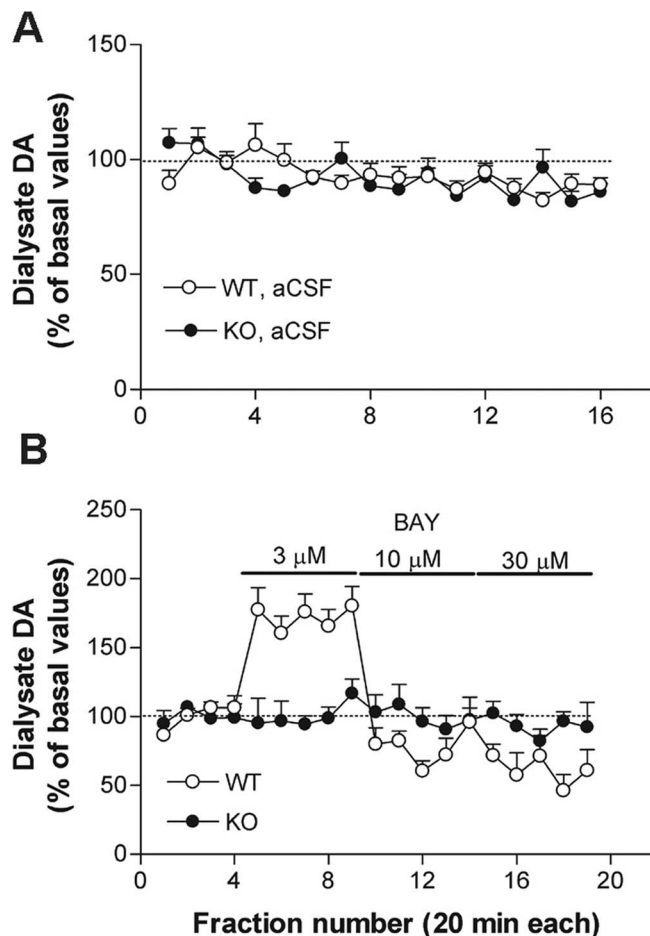 A
150
100
50
0
Dialysate DA
(% of basal values)
WT, aCSF
KO, aCSF
0 4 8 12 16
B
250
200
150
100
50
0
Dialysate DA
(% of basal values)
BAY
3 μM 10 μM 30 μM
WT
KO
0 4 8 12 16 20
Fraction number (20 min each)